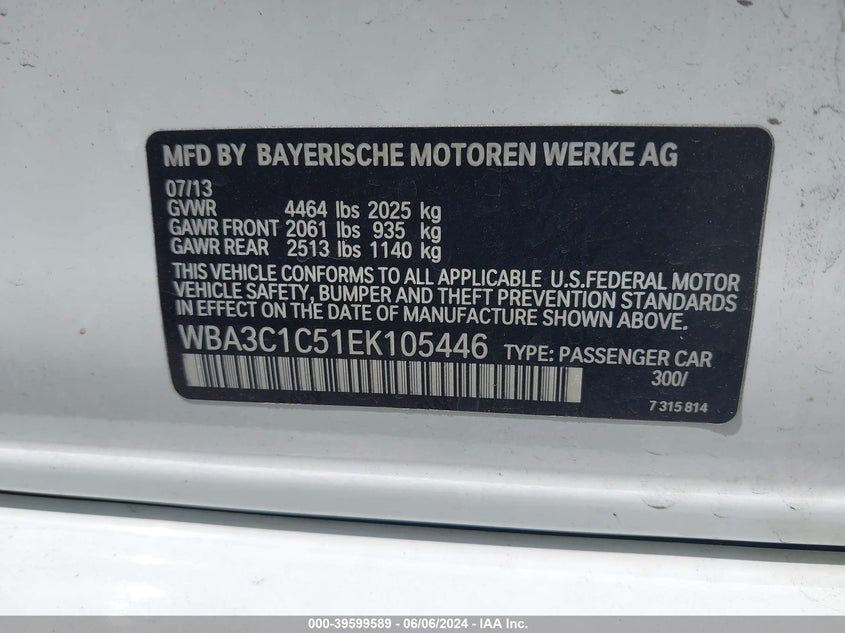 MFD BY BAYERISCHE MOTOREN WERKE AG
07/13
GVWR 4464 lbs 2025 kg
GAWR FRONT 2061 lbs 935 kg
GAWR REAR 2513 lbs 1140 kg
THIS VEHICLE CONFORMS TO ALL APPLICABLE U.S.FEDERAL MOTOR
VEHICLE SAFETY, BUMPER AND THEFT PREVENTION STANDARDS
IN EFFECT ON THE DATE OF MANUFACTURE SHOWN ABOVE.
WBA3C1C51EK105446 TYPE: PASSENGER CAR
300/
7 315 814
000-39599589 - 06/06/2024 - IAA Inc.